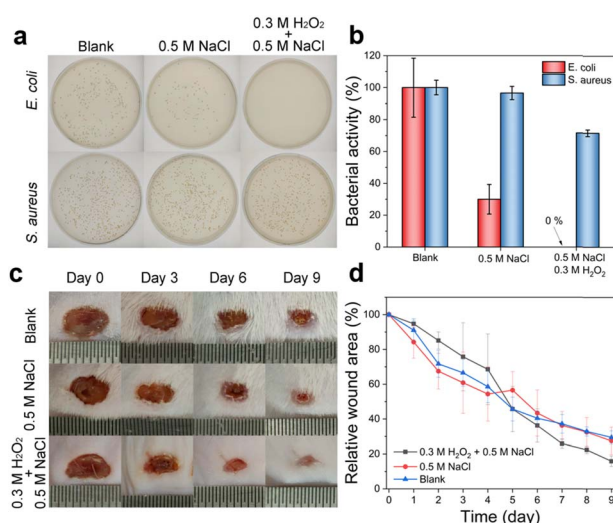 a
Blank
0.5 M NaCl
0.3 M H₂O₂
+
0.5 M NaCl
E. coli
S. aureus
b
Bacterial activity (%)
120
100
80
60
40
20
0
E. coli
S. aureus
0 %
Blank
0.5 M NaCl
0.5 M NaCl
0.3 M H₂O₂
c
Day 0
Day 3
Day 6
Day 9
Blank
0.5 M NaCl
0.3 M H₂O₂
+
0.5 M NaCl
d
Relative wound area (%)
100
80
60
40
20
0
0.3 M H₂O₂ + 0.5 M NaCl
0.5 M NaCl
Blank
0 1 2 3 4 5 6 7 8 9
Time (day)